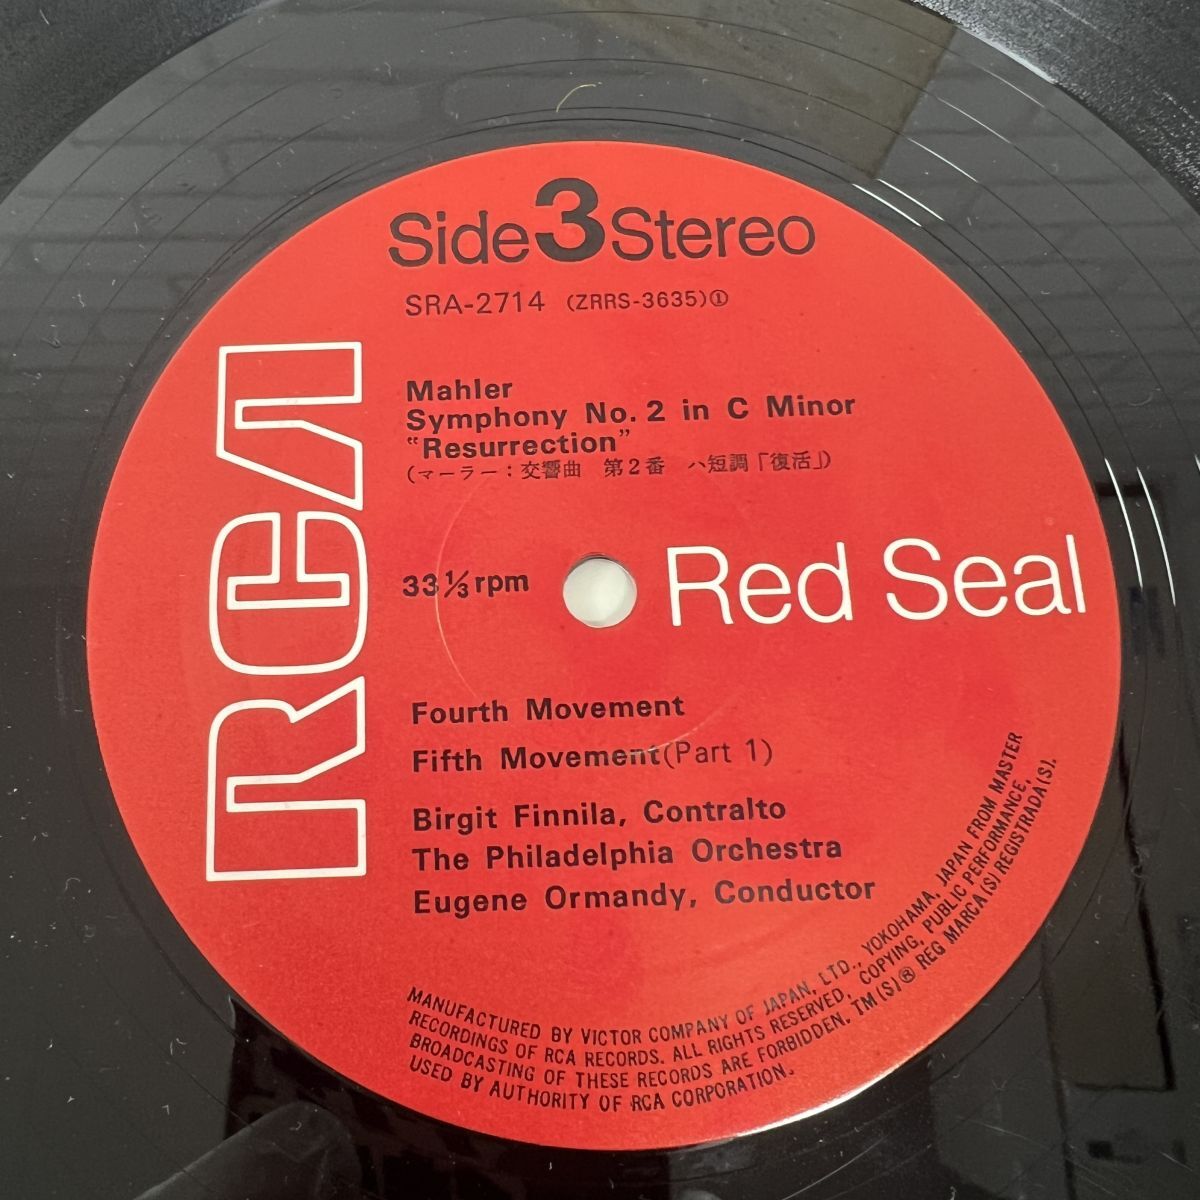 Side 3 Stereo
SRA-2714 (ZRRS-3635)①
RCA
Mahler
Symphony No. 2 in C Minor
"Resurrection"
(マーラー：交響曲 第2番 ハ短調「復活」)
33⅓ rpm
Red Seal
Fourth Movement
Fifth Movement (Part 1)
Birgit Finnila, Contralto
The Philadelphia Orchestra
Eugene Ormandy, Conductor
MANUFACTURED BY VICTOR COMPANY OF JAPAN, LTD., YOKOHAMA, JAPAN FROM MASTER
RECORDINGS OF RCA RECORDS. ALL RIGHTS RESERVED, COPYING, PUBLIC PERFORMANCE,
BROADCASTING OF THESE RECORDS ARE FORBIDDEN. TM(S)® REG MARCA(S) REGISTRADA(S).
USED BY AUTHORITY OF RCA CORPORATION.